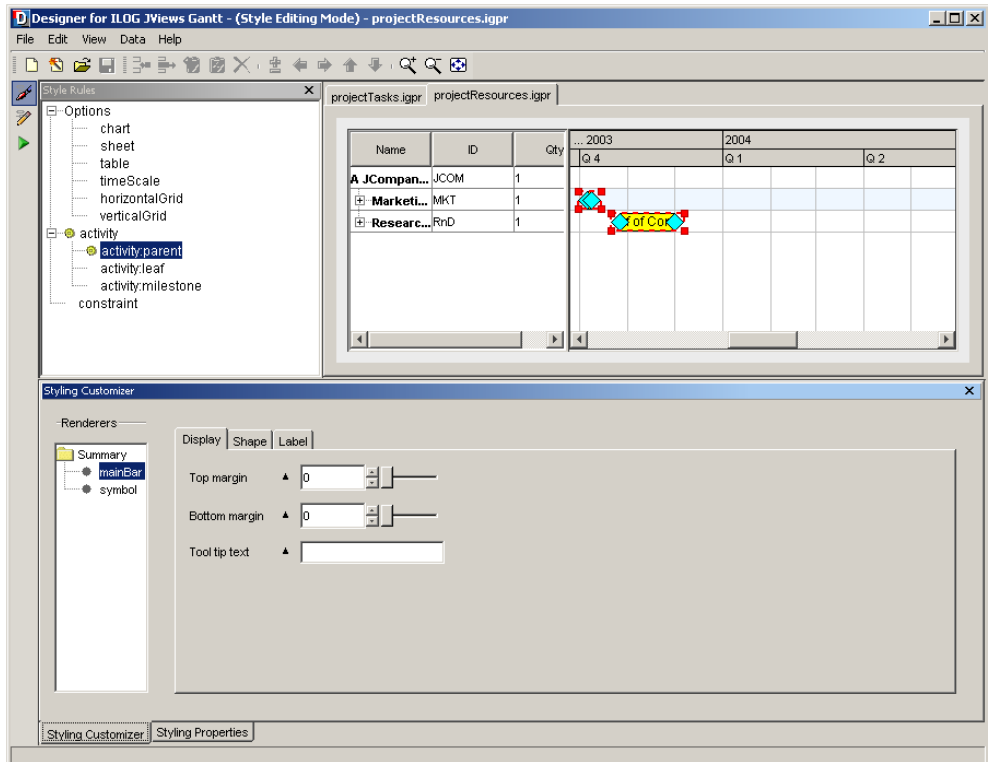 Designer for ILOG JViews Gantt - (Style Editing Mode) - projectResources.igpr
File Edit View Data Help
Style Rules
Options
chart
sheet
table
timeScale
horizontalGrid
verticalGrid
activity
activity:parent
activity:leaf
activity:milestone
constraint
projectTasks.igpr projectResources.igpr
Name ID Qty ... 2003 2004
Q 4 Q 1 Q 2
A JCompan... JCOM 1
Marketi... MKT 1
Researc... RnD 1
of Cor
Styling Customizer
Renderers
Summary
mainBar
symbol
Display Shape Label
Top margin 0
Bottom margin 0
Tool tip text
Styling Customizer Styling Properties